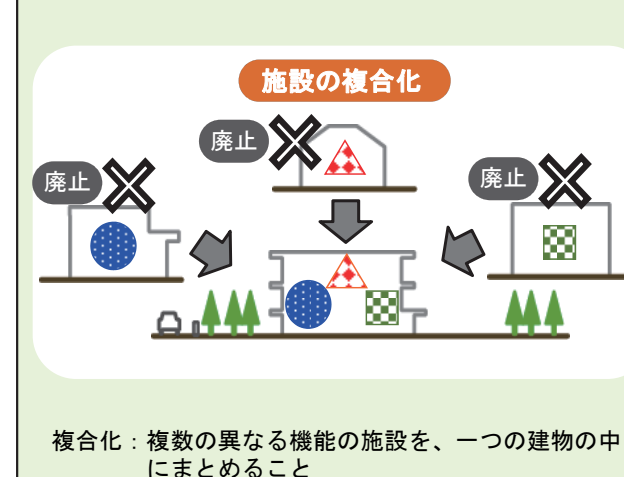 施設の複合化
廃止
廃止
廃止
複合化：複数の異なる機能の施設を、一つの建物の中
にまとめること